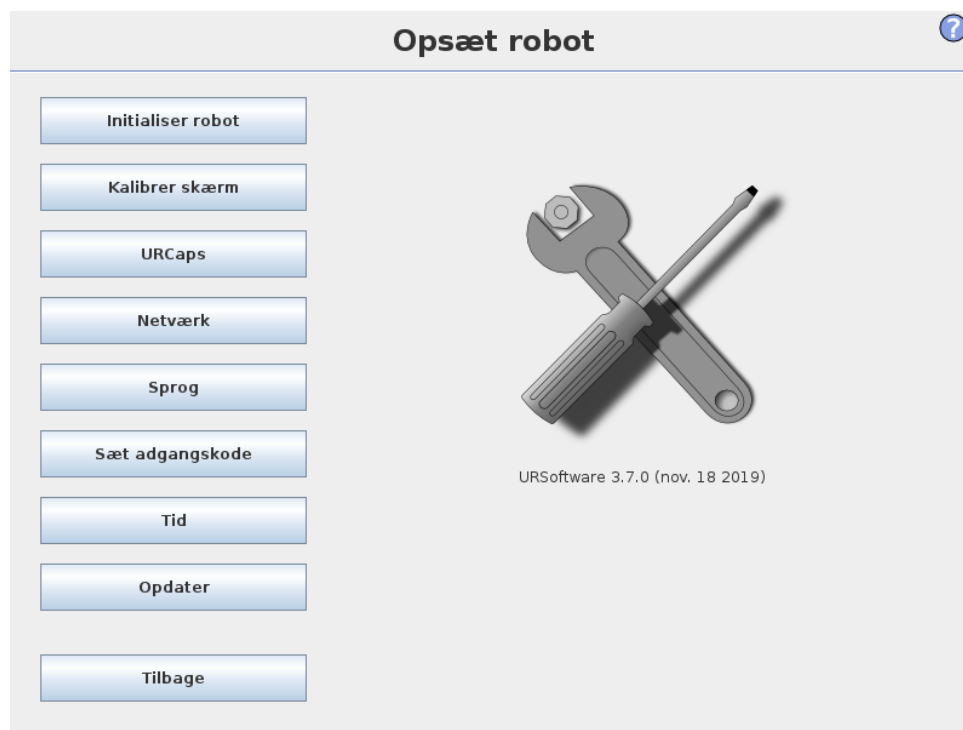 Opsæt robot
?
Initialiser robot
Kalibrer skærm
URCaps
Netværk
Sprog
Sæt adgangskode
Tid
Opdater
Tilbage
URSoftware 3.7.0 (nov. 18 2019)